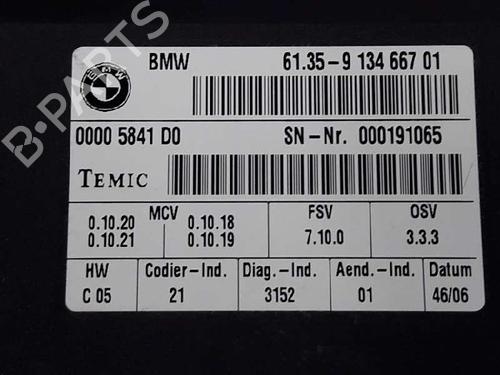 BMW
BMW 61.35-9 134 667 01
0000 5841 D0 SN-Nr. 000191065
TEMIC
MCV FSV OSV
0.10.20 0.10.18
0.10.21 0.10.19 7.10.0 3.3.3
HW Codier-Ind. Diag.-Ind. Aend.-Ind. Datum
C 05 21 3152 01 46/06
B-PARTS